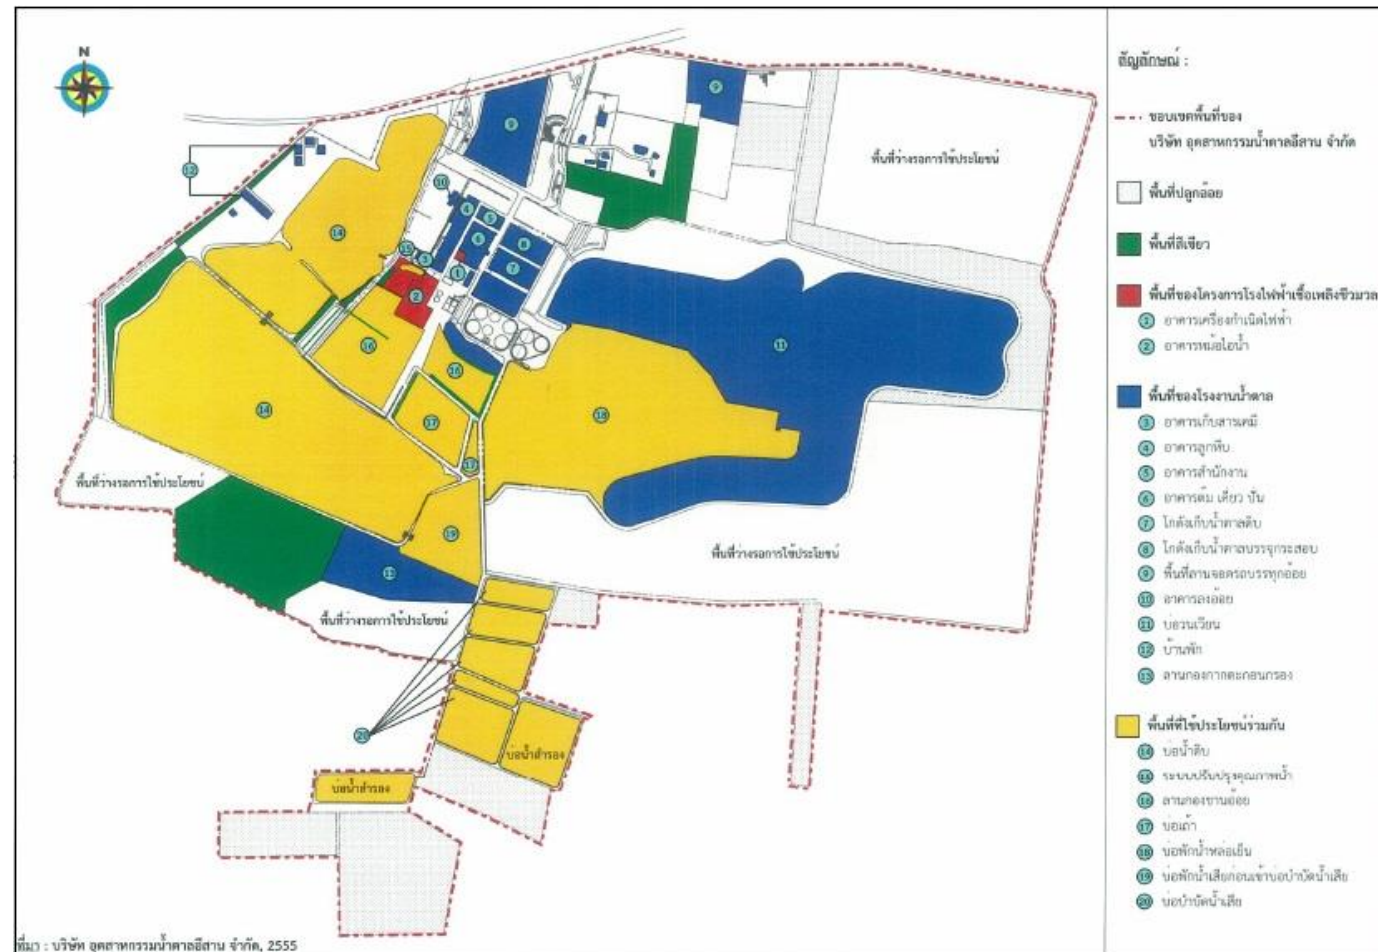 N
สัญลักษณ์ :
ขอบเขตพื้นที่ของ
บริษัท อุตสาหกรรมน้ำตาลอีสาน จำกัด
พื้นที่ปลูกอ้อย
พื้นที่สีเขียว
พื้นที่ของโครงการโรงไฟฟ้าเชื้อเพลิงชีวมวล
1 อาคารเครื่องกำเนิดไฟฟ้า
2 อาคารหม้อไอน้ำ
พื้นที่ของโรงงานน้ำตาล
3 อาคารเก็บสารเคมี
4 อาคารลูกหีบ
5 อาคารสำนักงาน
6 อาคารต้ม เคี่ยว ปั่น
7 โกดังเก็บน้ำตาลดิบ
8 โกดังเก็บน้ำตาลบรรจุกระสอบ
9 พื้นที่ลานจอดรถบรรทุกอ้อย
10 อาคารลงอ้อย
11 บ่อวนเวียน
12 บ้านพัก
13 ลานกองกากตะกอนกรอง
พื้นที่ที่ใช้ประโยชน์ร่วมกัน
14 บ่อน้ำดิบ
15 ระบบปรับปรุงคุณภาพน้ำ
16 ลานกองชานอ้อย
17 บ่อเถ้า
18 บ่อพักน้ำหล่อเย็น
19 บ่อพักน้ำเสียก่อนเข้าบ่อบำบัดน้ำเสีย
20 บ่อบำบัดน้ำเสีย
9
9
พื้นที่ว่างรอการใช้ประโยชน์
12
10
4
5
14
6
8
15
3
1
7
2
11
16
16
14
17
18
17
พื้นที่ว่างรอการใช้ประโยชน์
19
พื้นที่ว่างรอการใช้ประโยชน์
13
พื้นที่ว่างรอการใช้ประโยชน์
20
บ่อน้ำสำรอง
บ่อน้ำสำรอง
ที่มา : บริษัท อุตสาหกรรมน้ำตาลอีสาน จำกัด, 2555